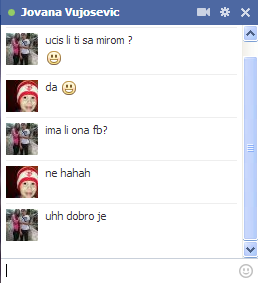 Jovana Vujosevic
ucis li ti sa mirom ?
da
ima li ona fb?
ne hahah
uhh dobro je